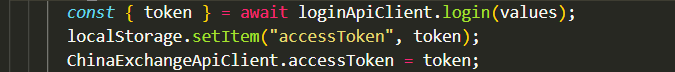 const { token } = await loginApiClient.login(values);
localStorage.setItem("accessToken", token);
ChinaExchangeApiClient.accessToken = token;